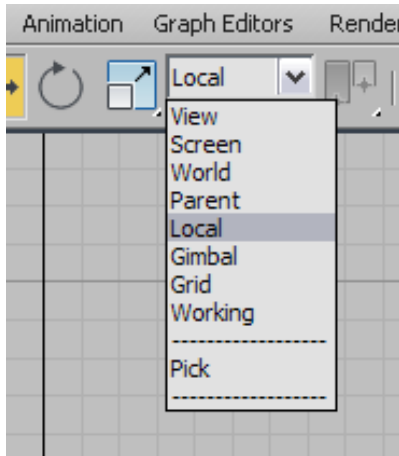 Animation Graph Editors Render
Local
View
Screen
World
Parent
Local
Gimbal
Grid
Working
--------------------
Pick
--------------------